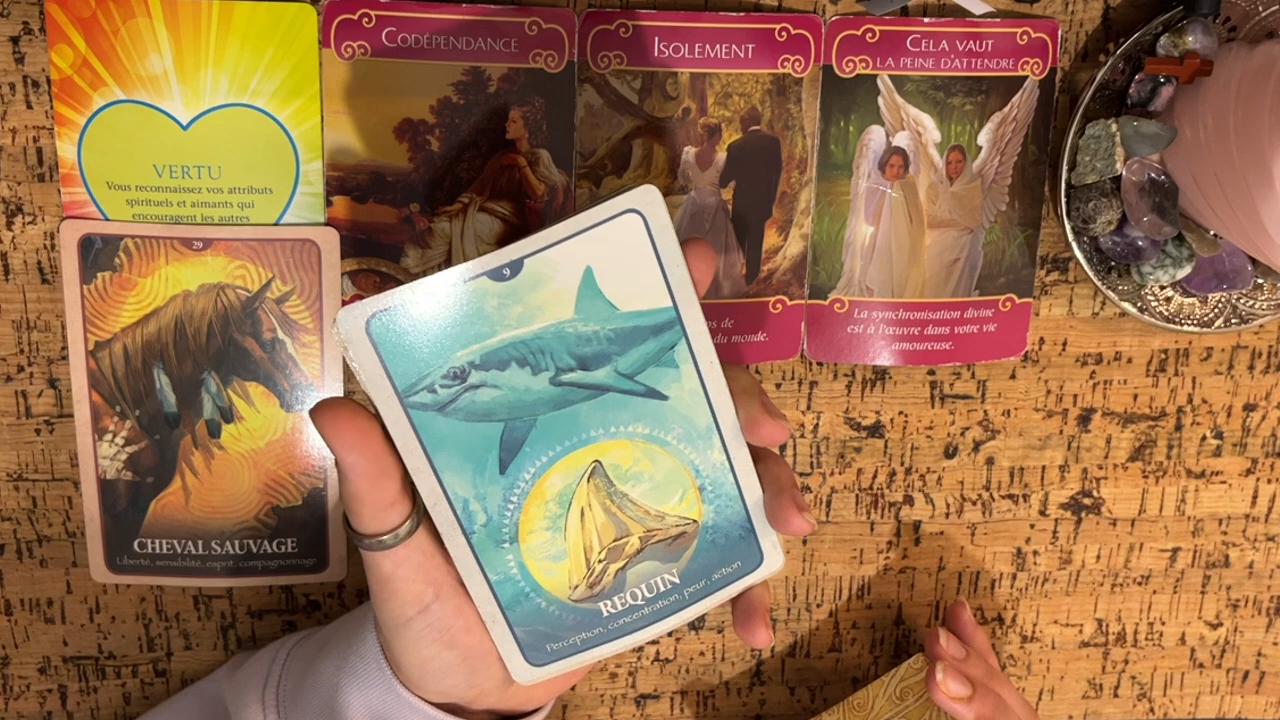 VERTU
Vous reconnaissez vos attributs
spirituels et aimants qui
encouragent les autres
CODÉPENDANCE
ISOLEMENT
du monde.
CELA VAUT
LA PEINE D'ATTENDRE
La synchronisation divine
est à l'œuvre dans votre vie
amoureuse.
29
CHEVAL SAUVAGE
Liberté, sensibilité, esprit, compagnonnage
9
REQUIN
Perception, concentration, peur, action